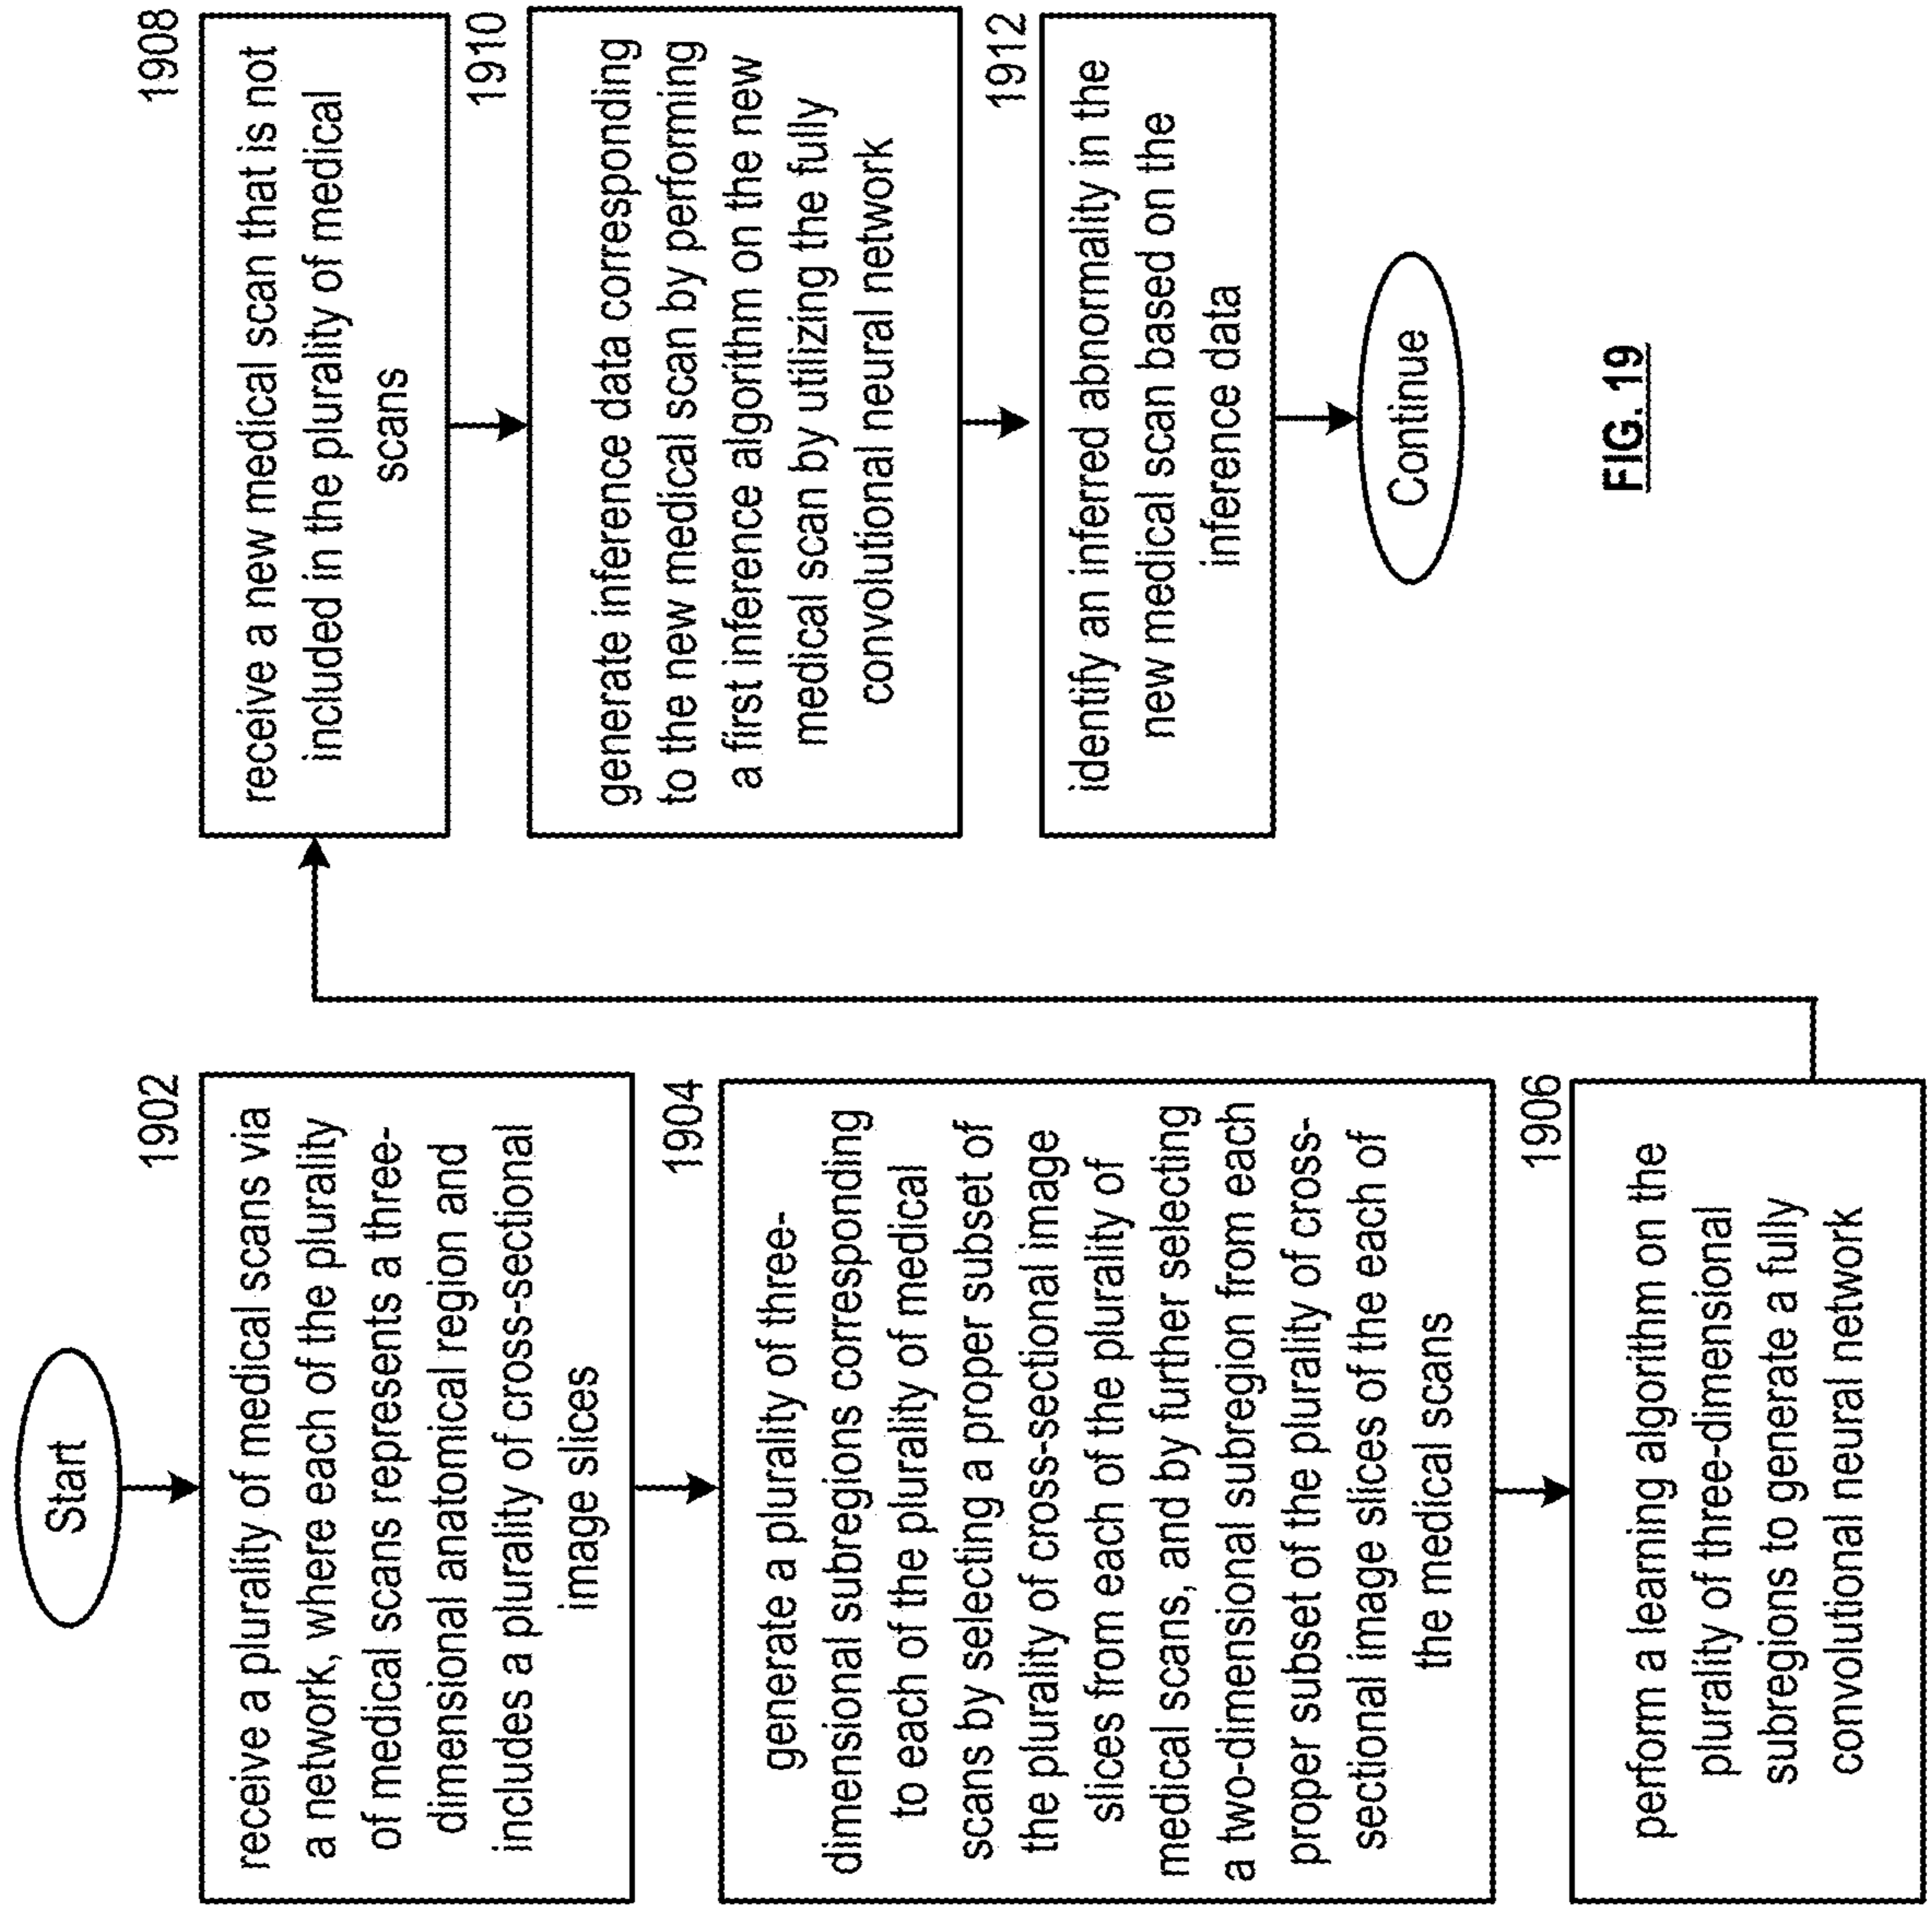 Start
1902
receive a plurality of medical scans via
a network, where each of the plurality
of medical scans represents a three-
dimensional anatomical region and
includes a plurality of cross-sectional
image slices
1904
generate a plurality of three-
dimensional subregions corresponding
to each of the plurality of medical
scans by selecting a proper subset of
the plurality of cross-sectional image
slices from each of the plurality of
medical scans, and by further selecting
a two-dimensional subregion from each
proper subset of the plurality of cross-
sectional image slices of the each of
the medical scans
1906
perform a learning algorithm on the
plurality of three-dimensional
subregions to generate a fully
convolutional neural network
1908
receive a new medical scan that is not
included in the plurality of medical
scans
1910
generate inference data corresponding
to the new medical scan by performing
a first inference algorithm on the new
medical scan by utilizing the fully
convolutional neural network
1912
identify an inferred abnormality in the
new medical scan based on the
inference data
Continue
FIG. 19